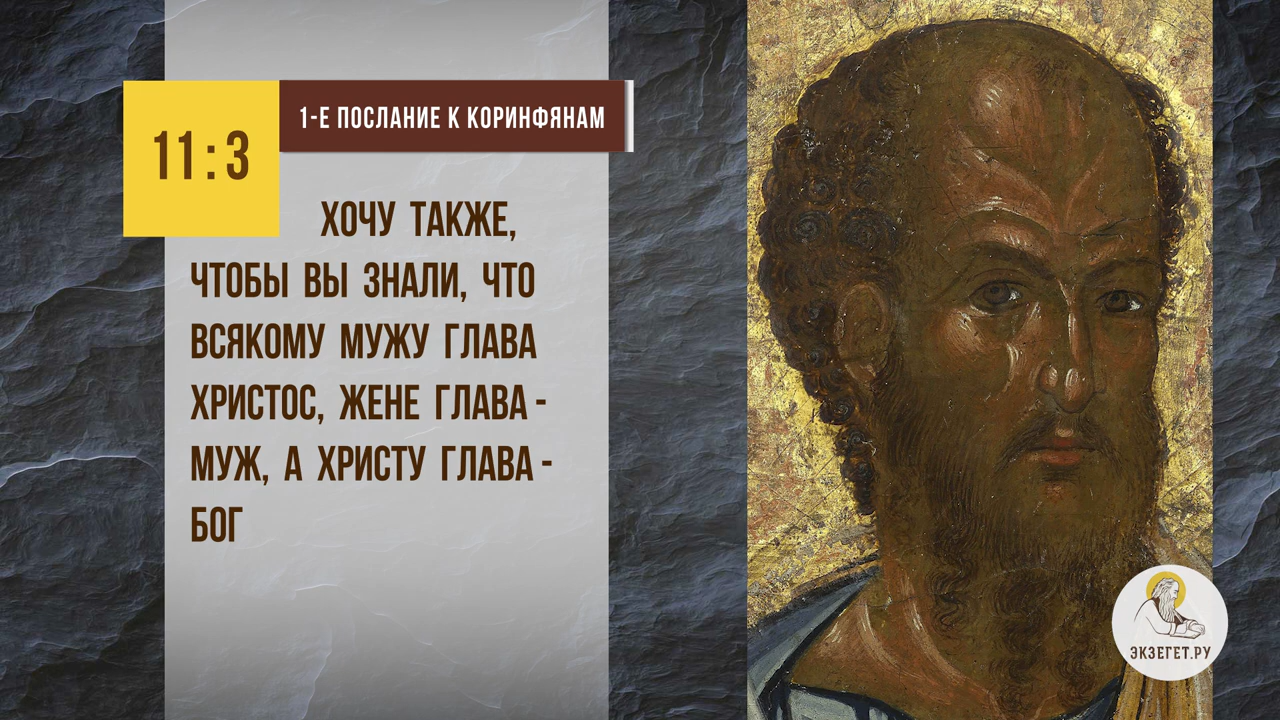 11:3
1-Е ПОСЛАНИЕ К КОРИНФЯНАМ
ХОЧУ ТАКЖЕ,
ЧТОБЫ ВЫ ЗНАЛИ, ЧТО
ВСЯКОМУ МУЖУ ГЛАВА
ХРИСТОС, ЖЕНЕ ГЛАВА -
МУЖ, А ХРИСТУ ГЛАВА -
БОГ
ЭКЗЕГЕТ.РУ